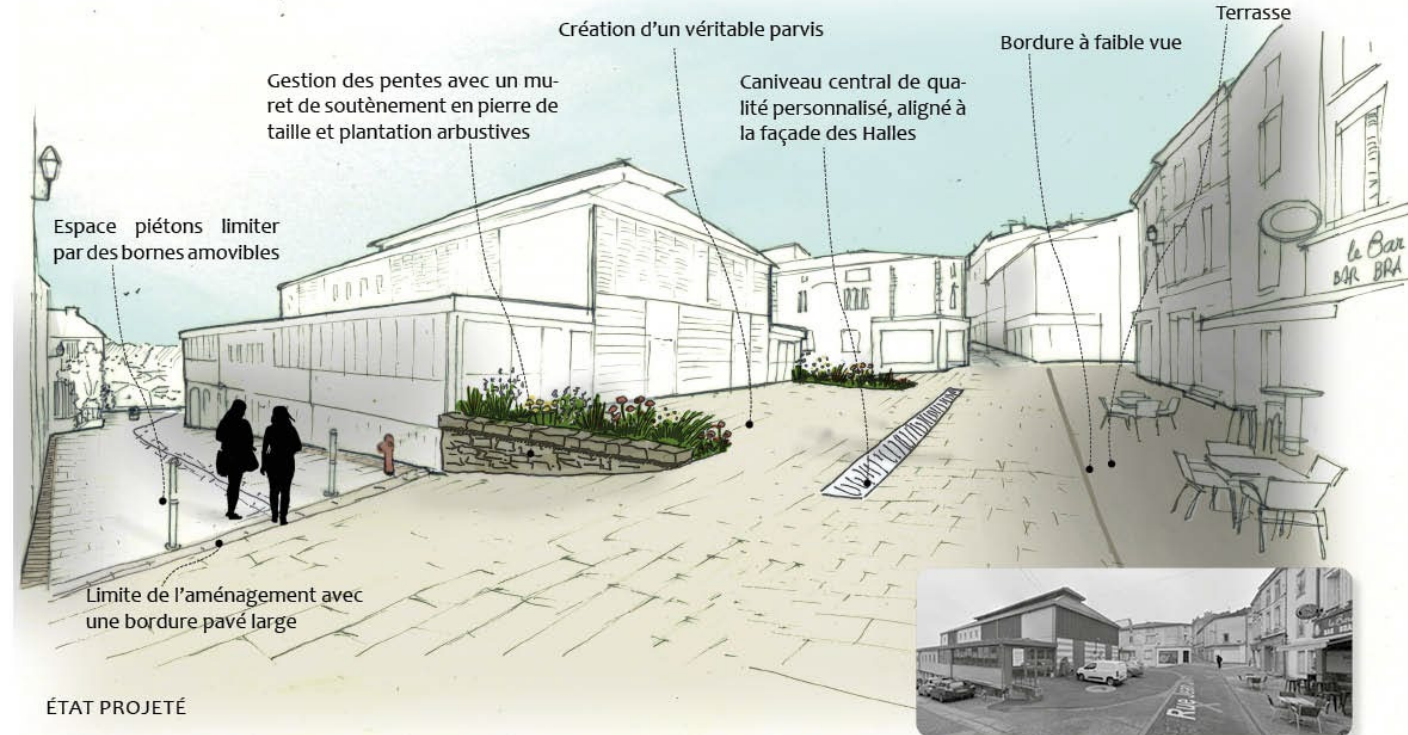 Terrasse
Création d'un véritable parvis
Bordure à faible vue
Gestion des pentes avec un mu-
ret de soutènement en pierre de
taille et plantation arbustives
Caniveau central de qua-
lité personnalisé, aligné à
la façade des Halles
Espace piétons limiter
par des bornes amovibles
le Bar
BAR BRA
Limite de l'aménagement avec
une bordure pavé large
ÉTAT PROJETÉ